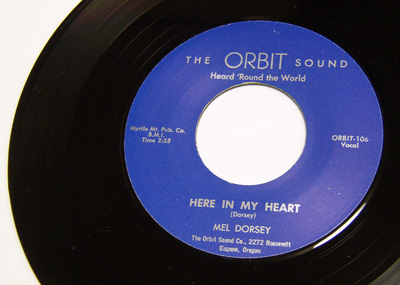 THE ORBIT SOUND
Heard 'Round the World
Myrtle Mt. Pub. Co.
B.M.I.
Time 2:35
ORBIT-106
Vocal
HERE IN MY HEART
(Dorsey)
MEL DORSEY
The Orbit Sound Co., 2272 Roosevelt
Eugene, Oregon